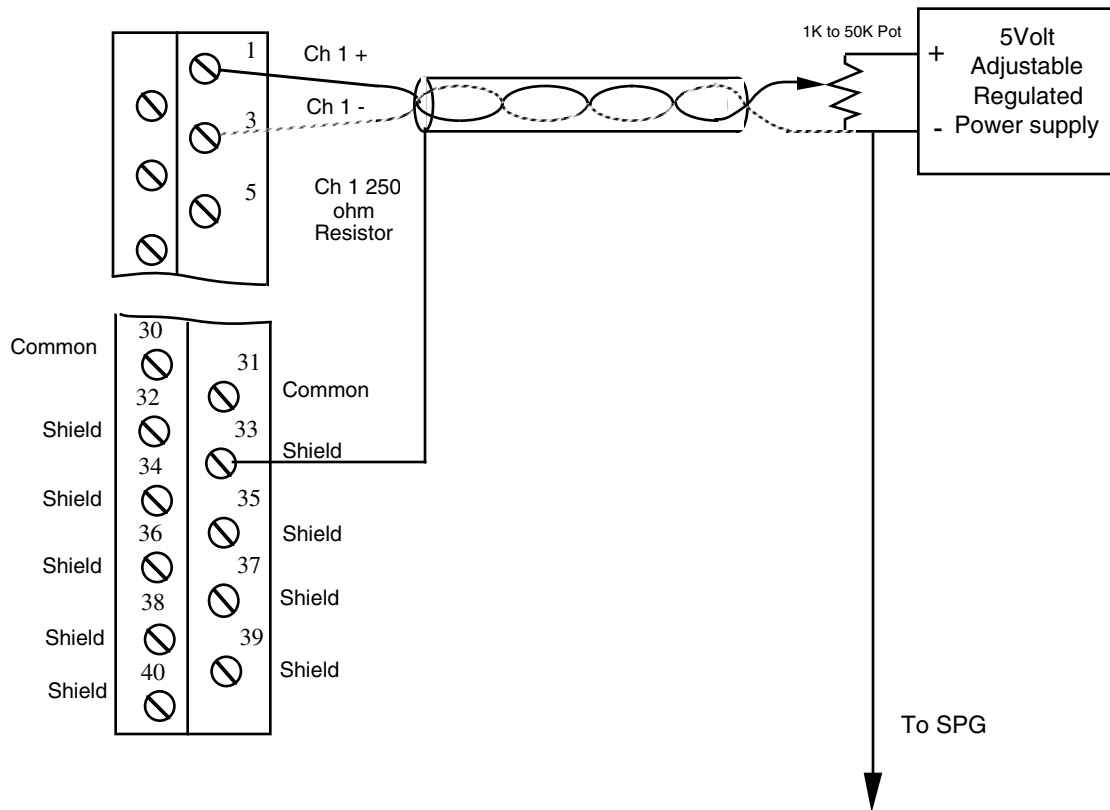 1K to 50K Pot
5Volt
Adjustable
Regulated
Power supply
+
-
1
Ch 1 +
3
Ch 1 -
5
Ch 1 250
ohm
Resistor
30
Common
31
Common
32
Shield
33
Shield
34
Shield
35
Shield
36
Shield
37
Shield
38
Shield
39
Shield
40
Shield
To SPG